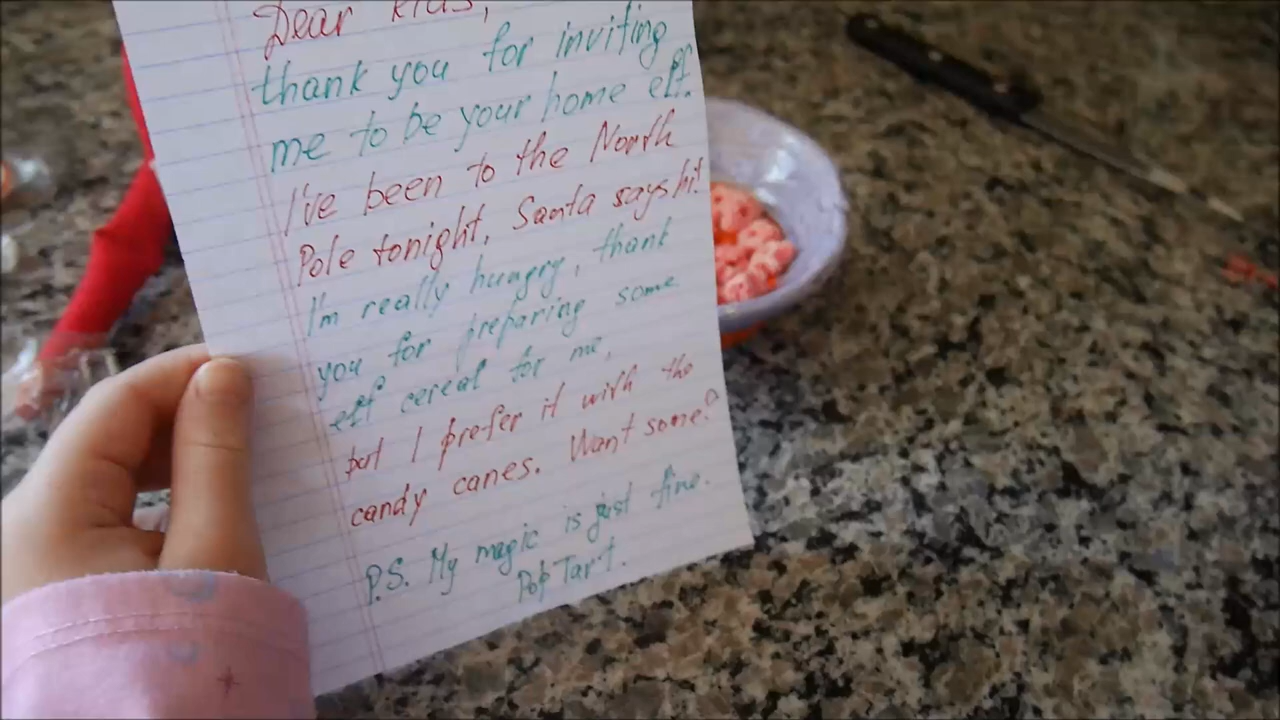 Dear kids,
thank you for inviting
me to be your home elf.
I've been to the North
Pole tonight, Santa says hi!
I'm really hungry, thank
you for preparing some
elf cereal for me,
but I prefer it with the
candy canes. Want some?
P.S. My magic is just fine.
Pop Tart.